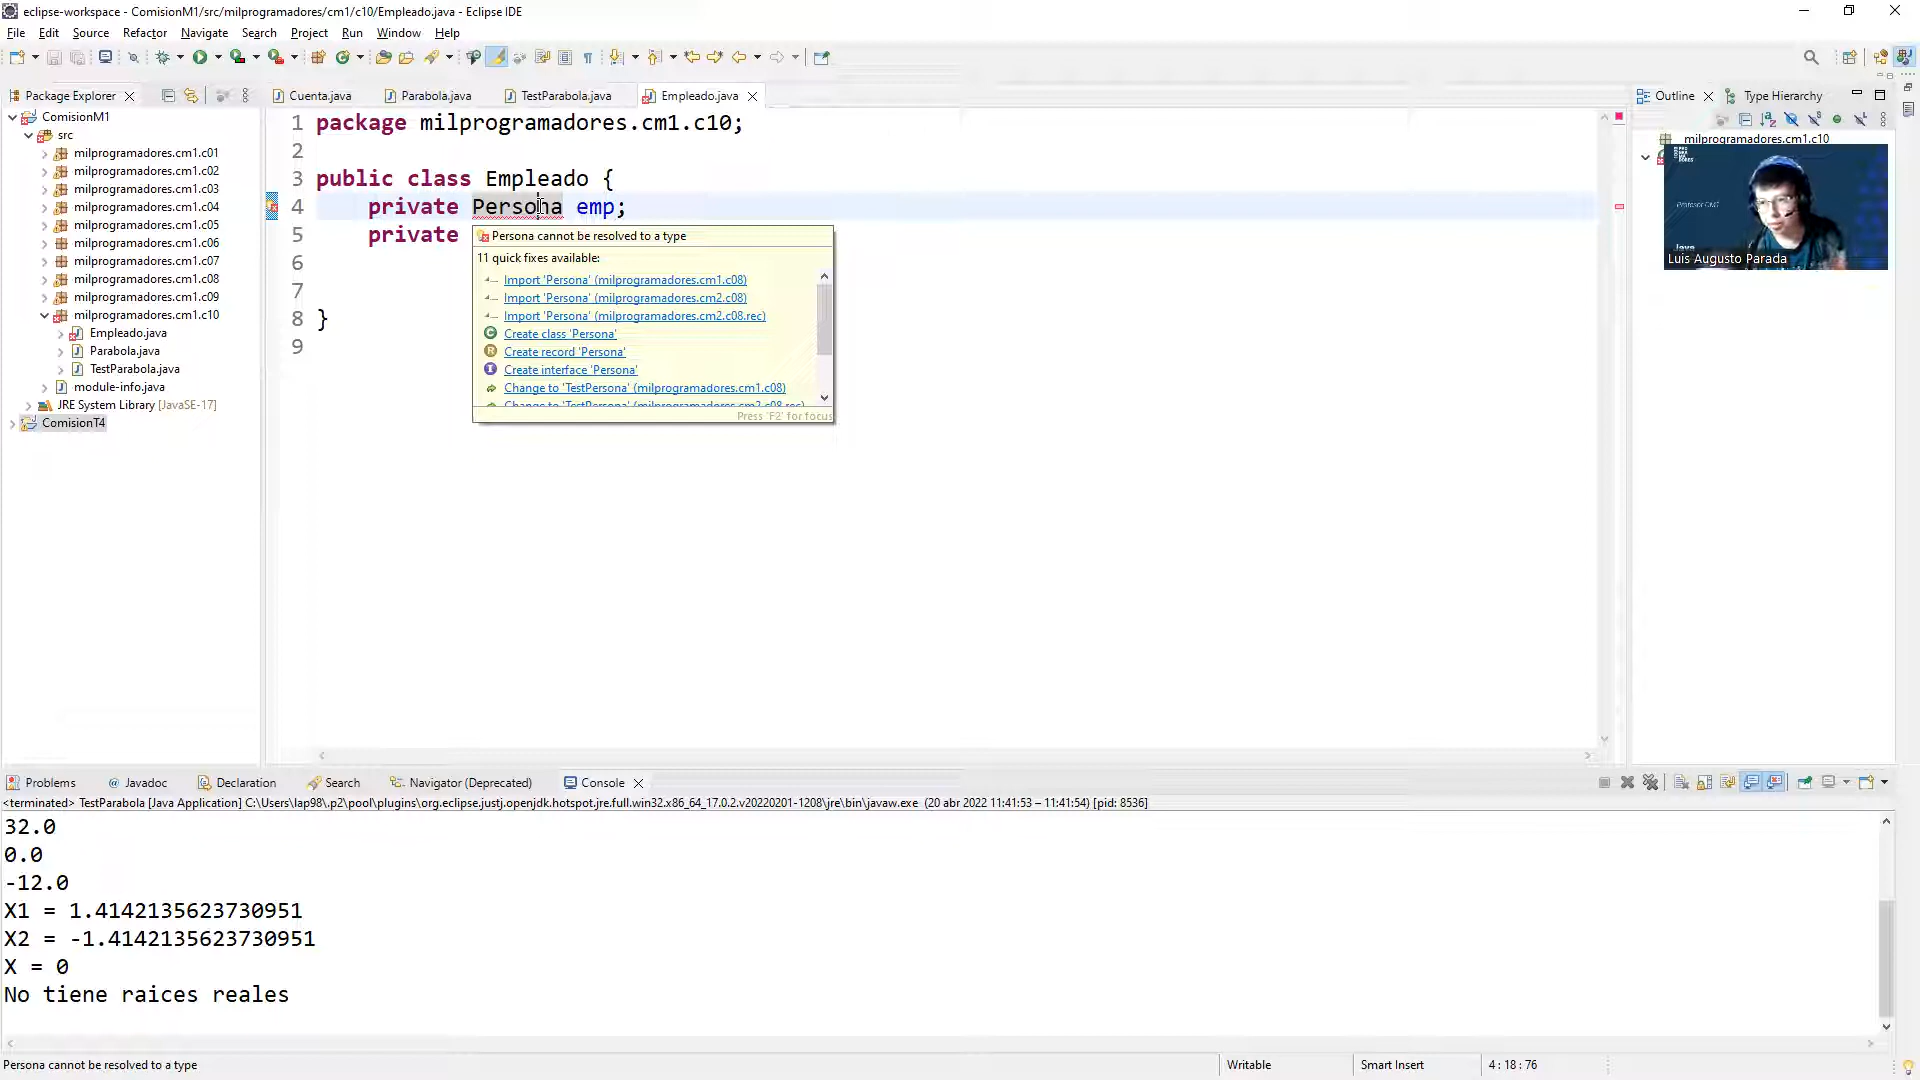 eclipse-workspace - ComisionM1/src/milprogramadores/cm1/c10/Empleado.java - Eclipse IDE
File Edit Source Refactor Navigate Search Project Run Window Help
Package Explorer
Cuenta.java Parabola.java TestParabola.java Empleado.java
Outline Type Hierarchy
ComisionM1
src
milprogramadores.cm1.c01
milprogramadores.cm1.c02
milprogramadores.cm1.c03
milprogramadores.cm1.c04
milprogramadores.cm1.c05
milprogramadores.cm1.c06
milprogramadores.cm1.c07
milprogramadores.cm1.c08
milprogramadores.cm1.c09
milprogramadores.cm1.c10
Empleado.java
Parabola.java
TestParabola.java
module-info.java
JRE System Library [JavaSE-17]
ComisionT4
1 package milprogramadores.cm1.c10;
2
3 public class Empleado {
4 private Persona emp;
5 private
6
7
8 }
9
Persona cannot be resolved to a type
11 quick fixes available:
Import 'Persona' (milprogramadores.cm1.c08)
Import 'Persona' (milprogramadores.cm2.c08)
Import 'Persona' (milprogramadores.cm2.c08.rec)
Create class 'Persona'
Create record 'Persona'
Create interface 'Persona'
Change to 'TestPersona' (milprogramadores.cm1.c08)
Change to 'TestPersona' (milprogramadores.cm2.c08.rec)
Press 'F2' for focus
milprogramadores.cm1.c10
Profesor CM1
Java
Luis Augusto Parada
Problems Javadoc Declaration Search Navigator (Deprecated) Console
<terminated> TestParabola [Java Application] C:\Users\lap98\.p2\pool\plugins\org.eclipse.justj.openjdk.hotspot.jre.full.win32.x86_64_17.0.2.v20220201-1208\jre\bin\javaw.exe (20 abr 2022 11:41:53 – 11:41:54) [pid: 8536]
32.0
0.0
-12.0
X1 = 1.4142135623730951
X2 = -1.4142135623730951
X = 0
No tiene raices reales
Persona cannot be resolved to a type
Writable
Smart Insert
4 : 18 : 76